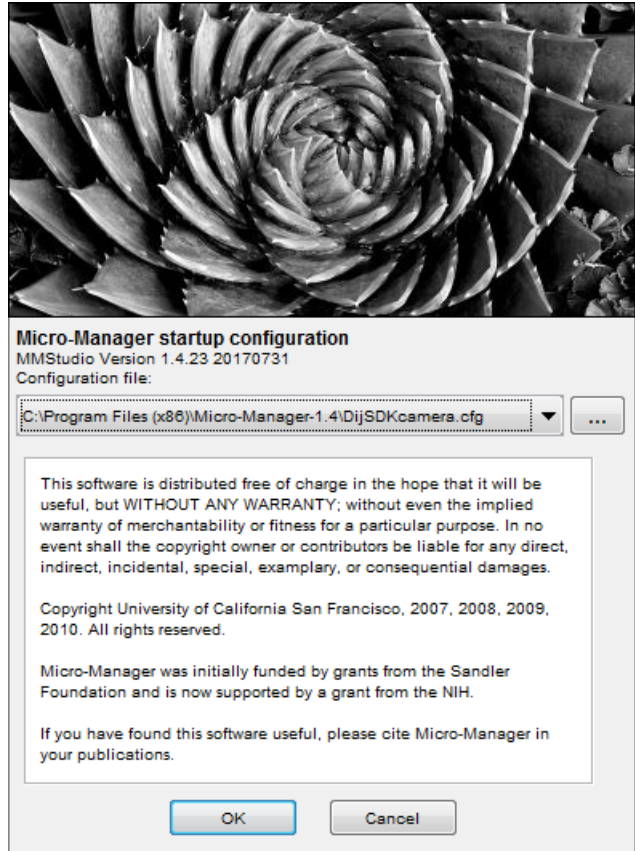 Micro-Manager startup configuration
MMStudio Version 1.4.23 20170731
Configuration file:
C:\Program Files (x86)\Micro-Manager-1.4\DijSDKcamera.cfg
...
This software is distributed free of charge in the hope that it will be
useful, but WITHOUT ANY WARRANTY; without even the implied
warranty of merchantability or fitness for a particular purpose. In no
event shall the copyright owner or contributors be liable for any direct,
indirect, incidental, special, examplary, or consequential damages.
Copyright University of California San Francisco, 2007, 2008, 2009,
2010. All rights reserved.
Micro-Manager was initially funded by grants from the Sandler
Foundation and is now supported by a grant from the NIH.
If you have found this software useful, please cite Micro-Manager in
your publications.
OK
Cancel